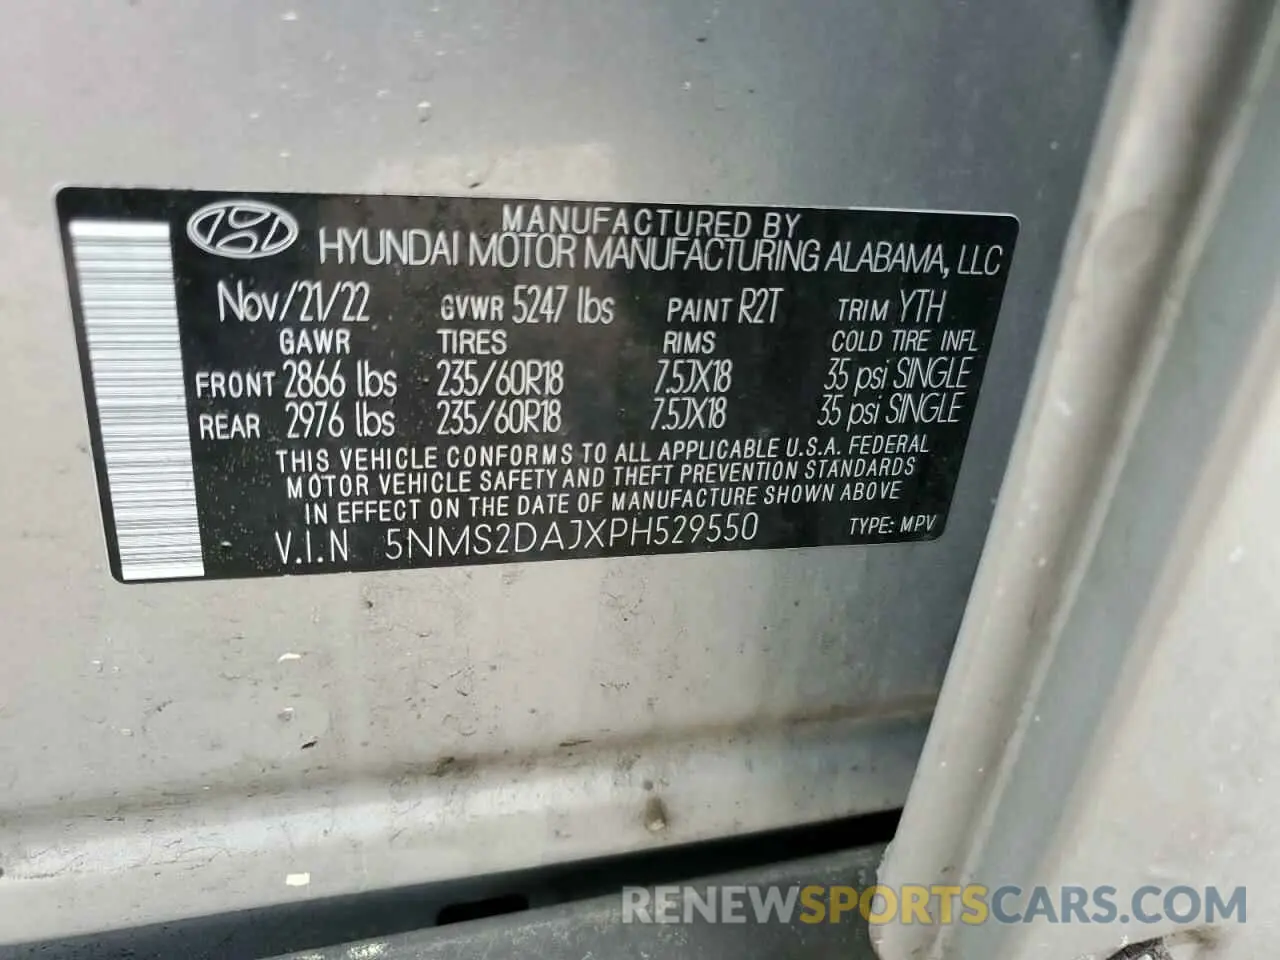 MANUFACTURED BY
HYUNDAI MOTOR MANUFACTURING ALABAMA, LLC
Nov/21/22 GVWR 5247 lbs PAINT R2T TRIM YTH
GAWR TIRES RIMS COLD TIRE INFL
FRONT 2866 lbs 235/60R18 7.5JX18 35 psi SINGLE
REAR 2976 lbs 235/60R18 7.5JX18 35 psi SINGLE
THIS VEHICLE CONFORMS TO ALL APPLICABLE U.S.A. FEDERAL
MOTOR VEHICLE SAFETY AND THEFT PREVENTION STANDARDS
IN EFFECT ON THE DATE OF MANUFACTURE SHOWN ABOVE
V.I.N 5NMS2DAJXPH529550 TYPE: MPV
RENEWSPORTSCARS.COM